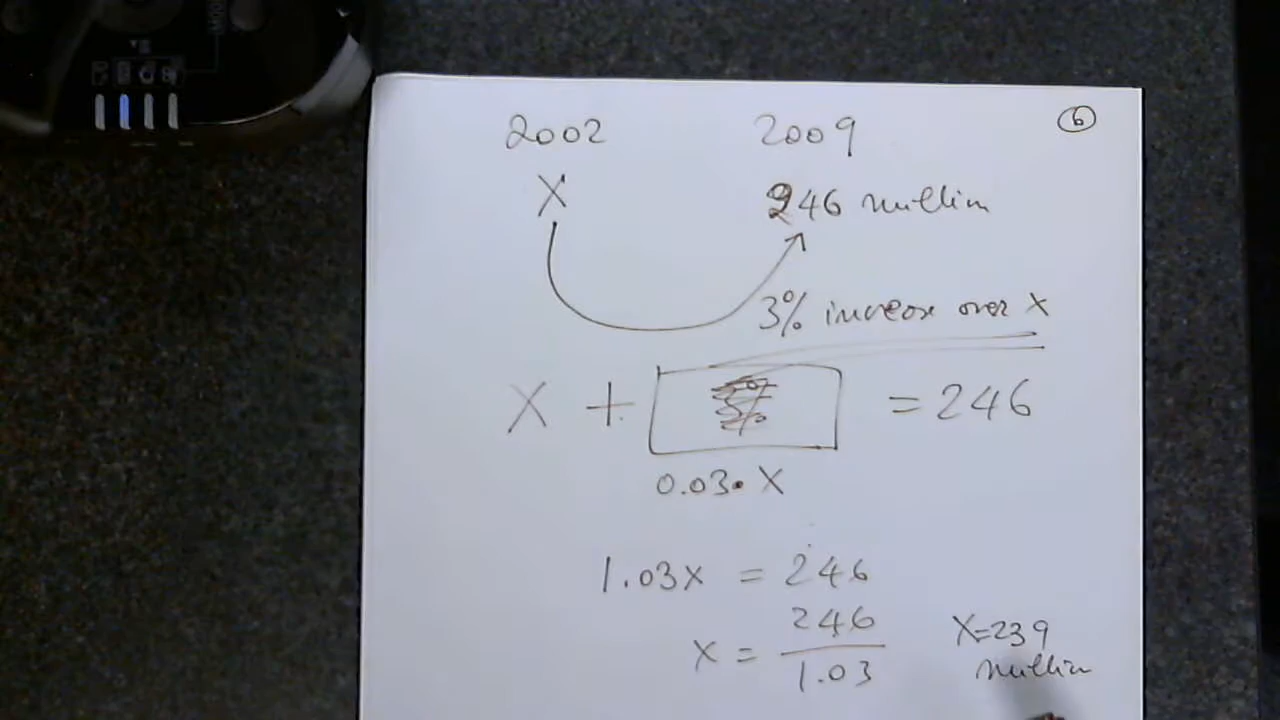 2002 2009 6
X 246 million
3% increase over X
X + = 246
0.03 • X
1.03x = 246
x = 246
1.03
X=239
million